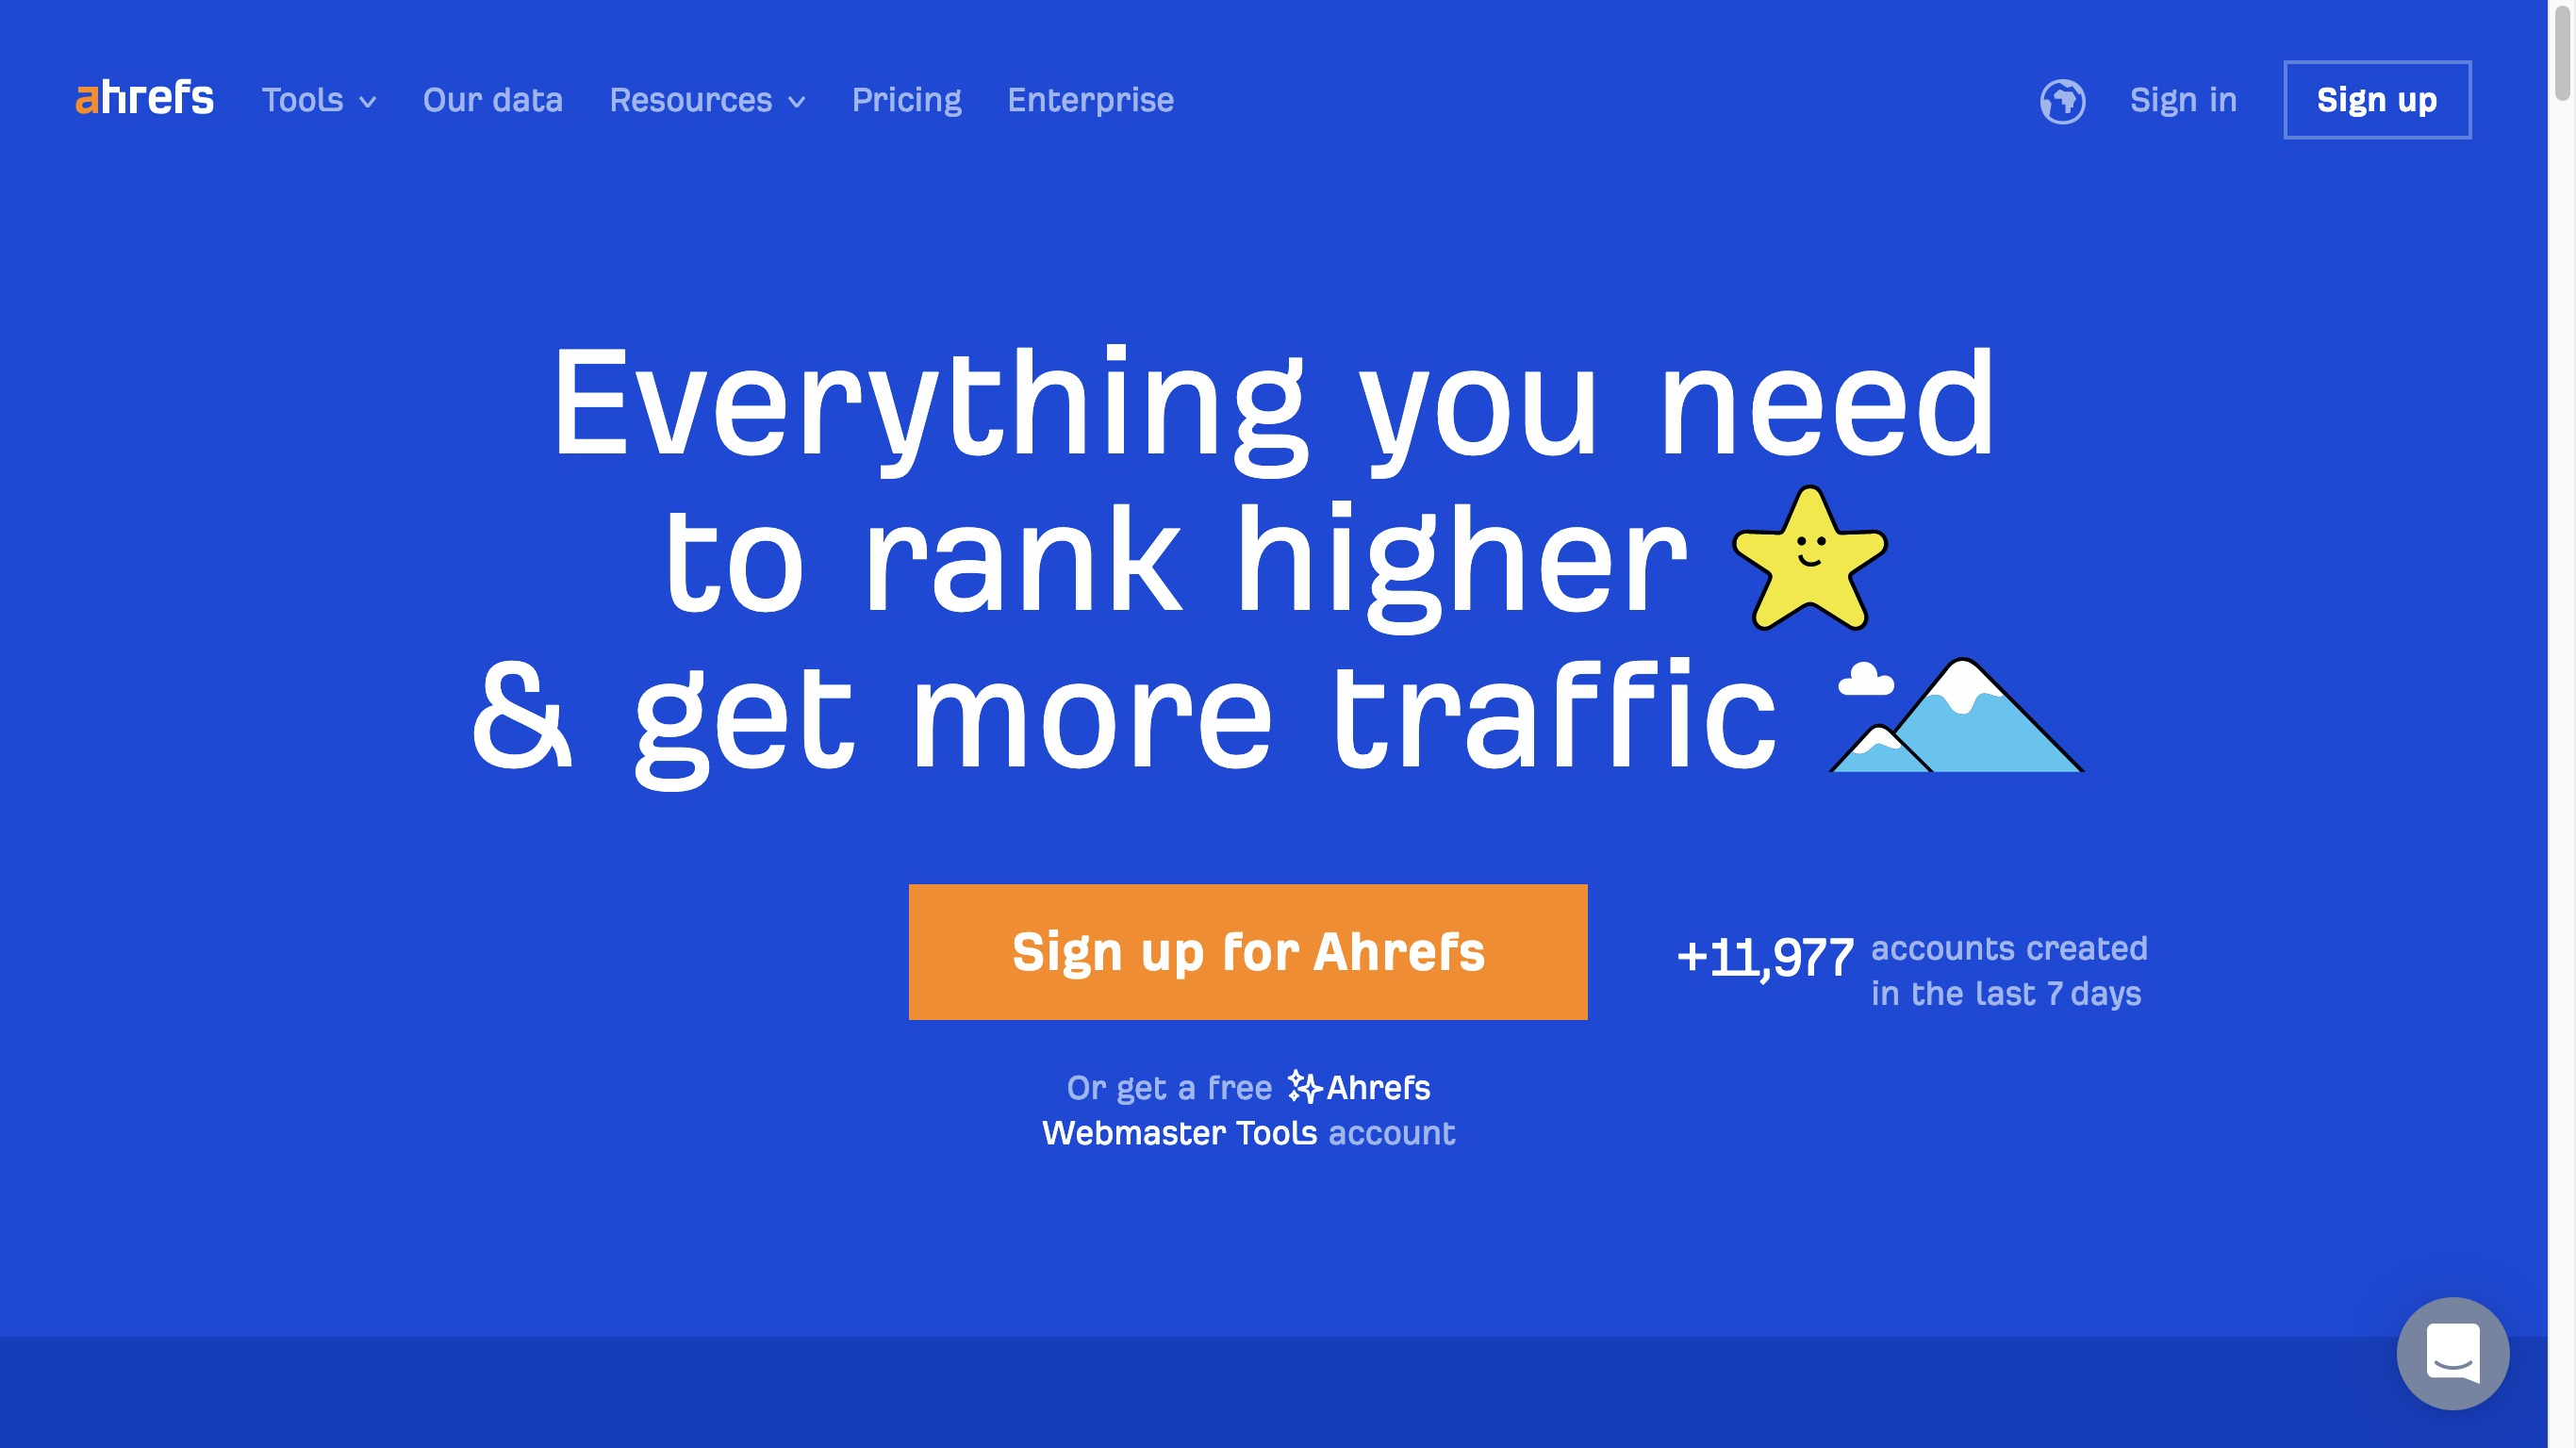 ahrefs Tools Our data Resources Pricing Enterprise Sign in Sign up
Everything you need
to rank higher
& get more traffic
Sign up for Ahrefs
+11,977 accounts created
in the last 7 days
Or get a free Ahrefs
Webmaster Tools account